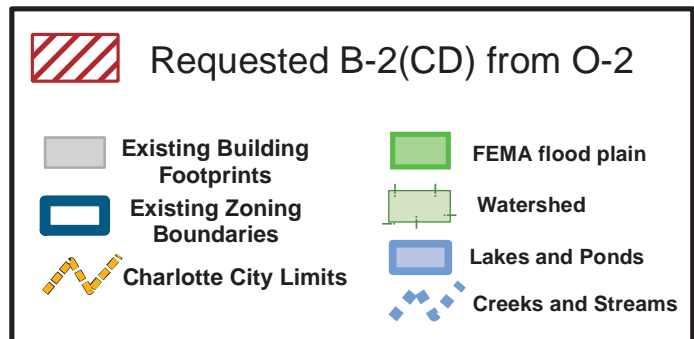 Requested B-2(CD) from O-2
Existing Building
Footprints
Existing Zoning
Boundaries
Charlotte City Limits
FEMA flood plain
Watershed
Lakes and Ponds
Creeks and Streams